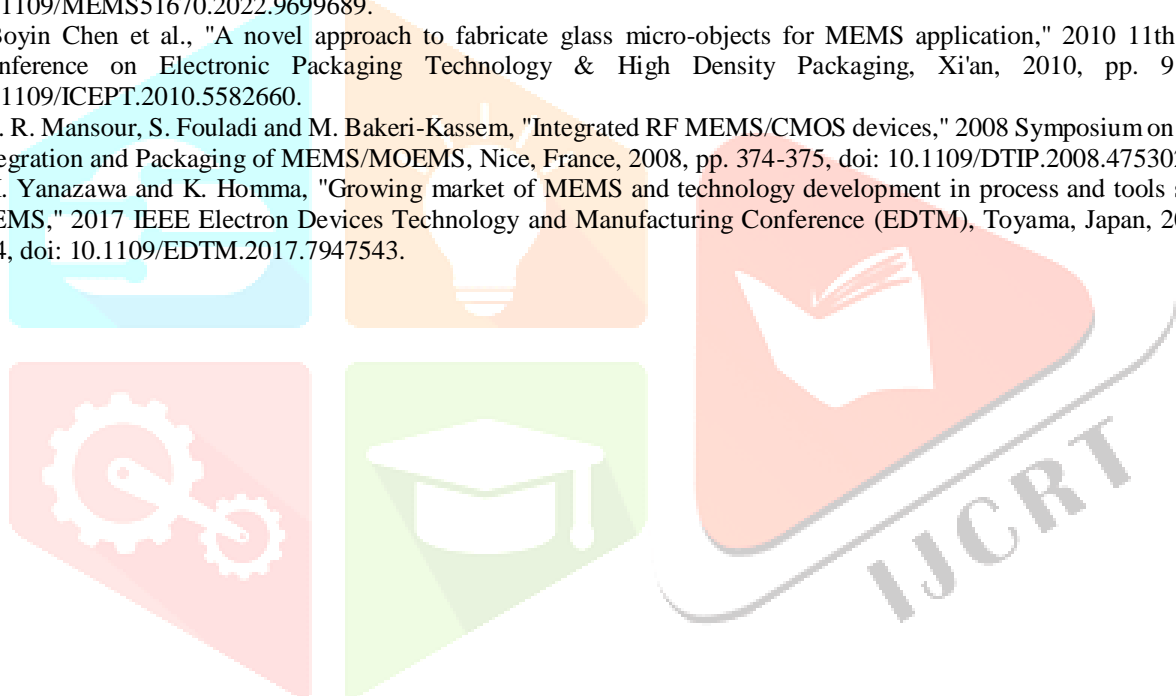 1109/MEMS51670.2022.9699689.
Boyin Chen et al., "A novel approach to fabricate glass micro-objects for MEMS application," 2010 11th
Conference on Electronic Packaging Technology & High Density Packaging, Xi'an, 2010, pp. 9
1109/ICEPT.2010.5582660.
R. Mansour, S. Fouladi and M. Bakeri-Kassem, "Integrated RF MEMS/CMOS devices," 2008 Symposium on
Integration and Packaging of MEMS/MOEMS, Nice, France, 2008, pp. 374-375, doi: 10.1109/DTIP.2008.475302
Yanazawa and K. Homma, "Growing market of MEMS and technology development in process and tools
MEMS," 2017 IEEE Electron Devices Technology and Manufacturing Conference (EDTM), Toyama, Japan,
4, doi: 10.1109/EDTM.2017.7947543.
IJCRT